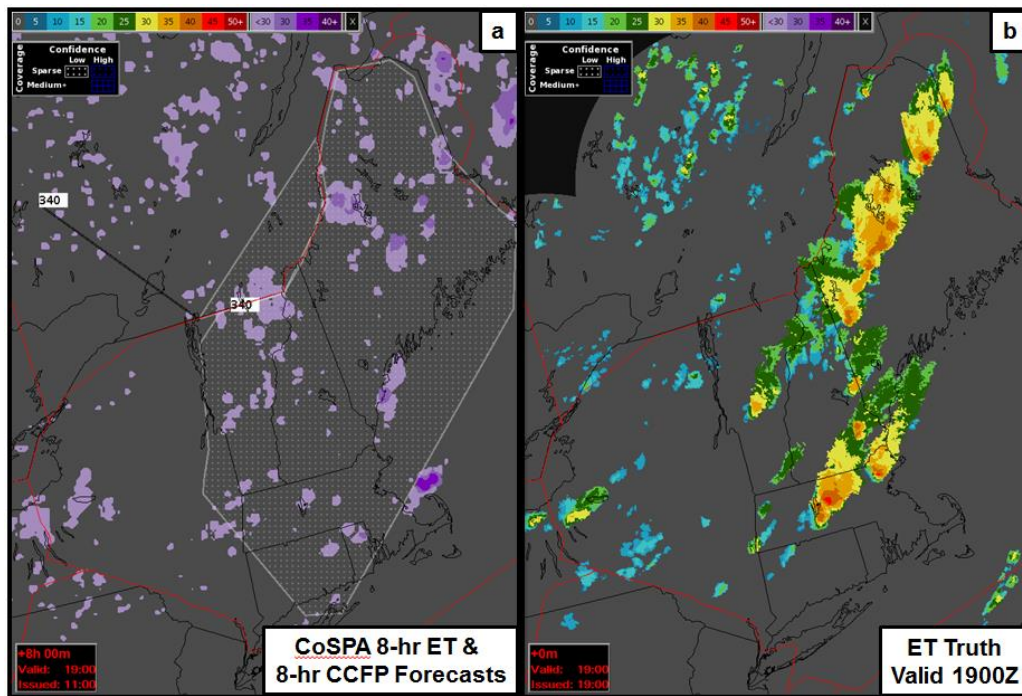 0 5 10 15 20 25 30 35 40 45 50+ <30 30 35 40+ X
a
Coverage
Confidence
Low High
Sparse
Medium+
340
340
+8h 00m
Valid: 19:00
Issued: 11:00
CoSPA 8-hr ET &
8-hr CCFP Forecasts
0 5 10 15 20 25 30 35 40 45 50+ <30 30 35 40+ X
b
Coverage
Confidence
Low High
Sparse
Medium+
+0m
Valid: 19:00
Issued: 19:00
ET Truth
Valid 1900Z